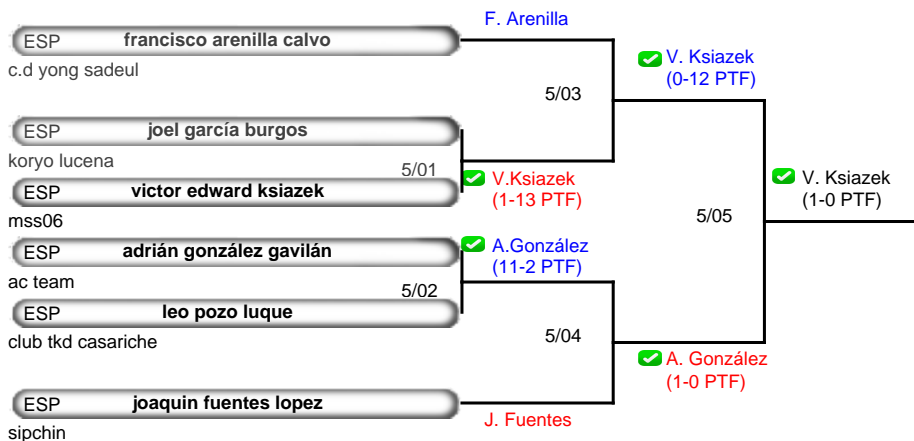 F. Arenilla
ESP francisco arenilla calvo
c.d yong sadeul
V. Ksiazek
(0-12 PTF)
5/03
ESP joel garcía burgos
koryo lucena
5/01
V.Ksiazek
(1-13 PTF)
ESP victor edward ksiazek
mss06
V. Ksiazek
(1-0 PTF)
5/05
ESP adrián gonzález gavilán
ac team
A.González
(11-2 PTF)
5/02
ESP leo pozo luque
club tkd casariche
5/04
A. González
(1-0 PTF)
ESP joaquin fuentes lopez
sipchin
J. Fuentes